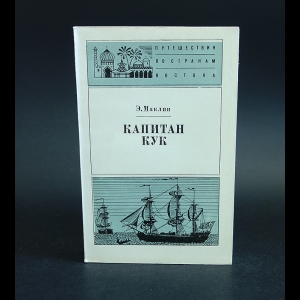 ПУТЕШЕСТВИЯ
ПО СТРАНАМ
ВОСТОКА
Э. Маклин
КАПИТАН
КУК